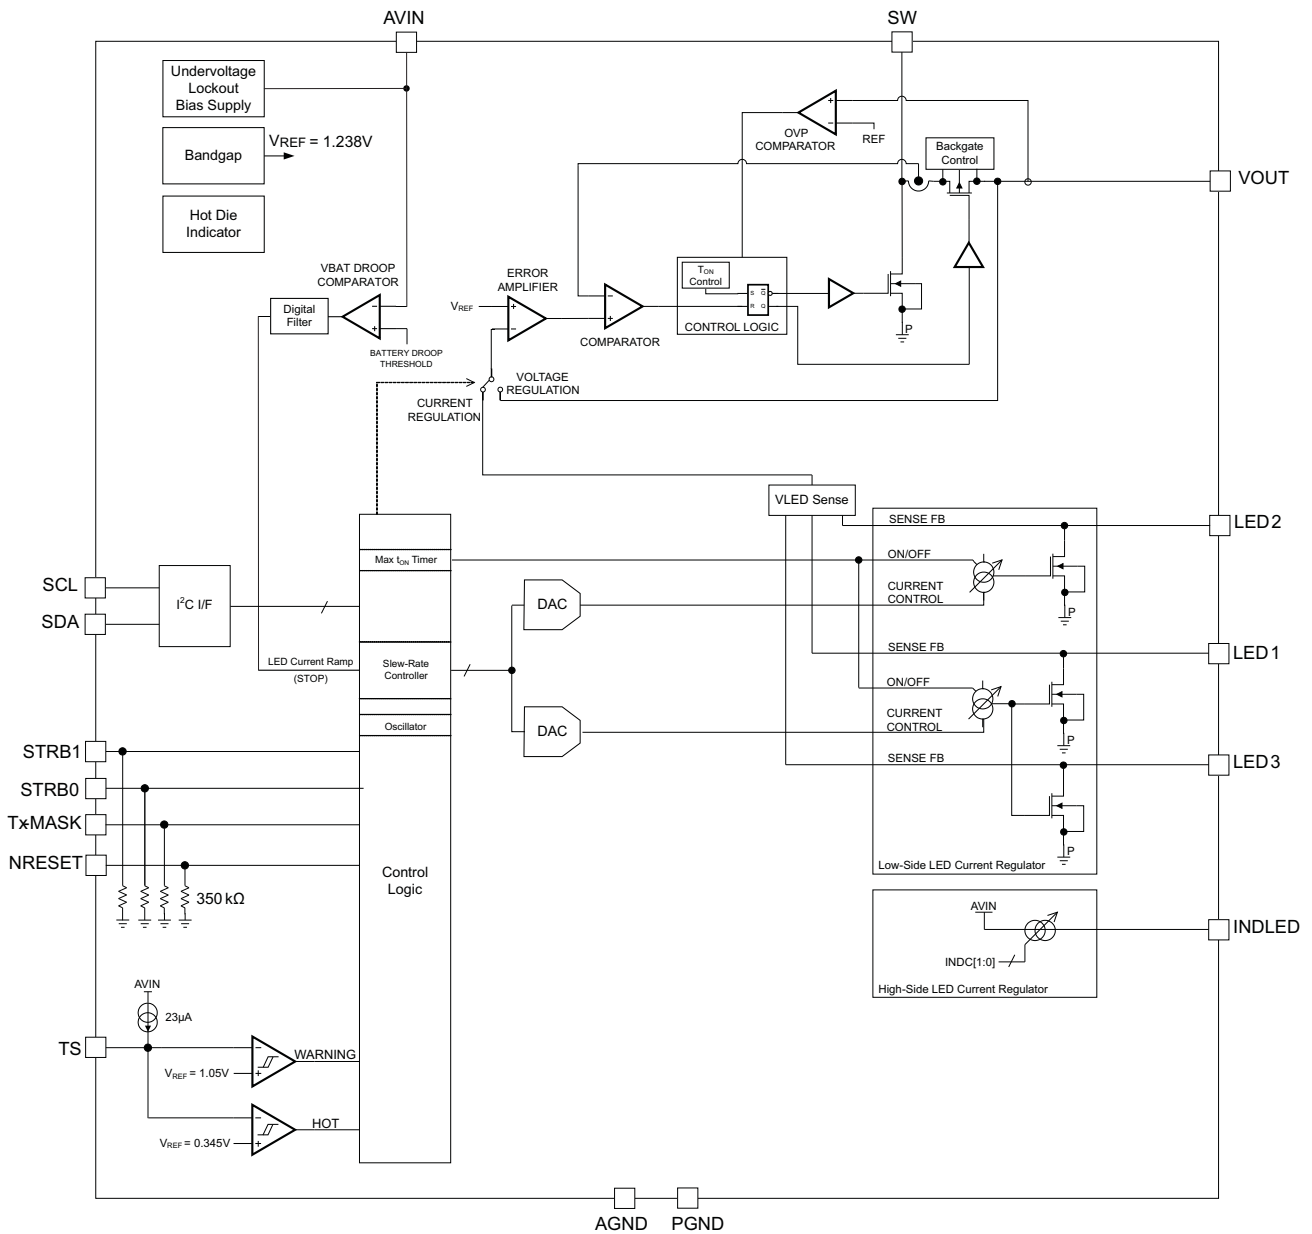 AVIN
SW
Undervoltage
Lockout
Bias Supply
Bandgap
VREF = 1.238V
Hot Die
Indicator
OVP
COMPARATOR
+
−
REF
Backgate
Control
VOUT
VBAT DROOP
COMPARATOR
Digital
Filter
−
+
BATTERY DROOP
THRESHOLD
ERROR
AMPLIFIER
VREF
+
−
−
+
COMPARATOR
TON
Control
S Q
R Q
CONTROL LOGIC
P
VOLTAGE
REGULATION
CURRENT
REGULATION
VLED Sense
SENSE FB
LED2
ON/OFF
CURRENT
CONTROL
P
Max tON Timer
SCL
SDA
I2C I/F
DAC
LED Current Ramp
(STOP)
Slew-Rate
Controller
Oscillator
DAC
SENSE FB
LED1
ON/OFF
CURRENT
CONTROL
P
SENSE FB
LED3
P
Low-Side LED Current Regulator
STRB1
STRB0
Tx-MASK
NRESET
350 kΩ
Control
Logic
AVIN
INDC[1:0]
INDLED
High-Side LED Current Regulator
AVIN
23µA
TS
−
+
WARNING
VREF = 1.05V
−
+
HOT
VREF = 0.345V
AGND
PGND